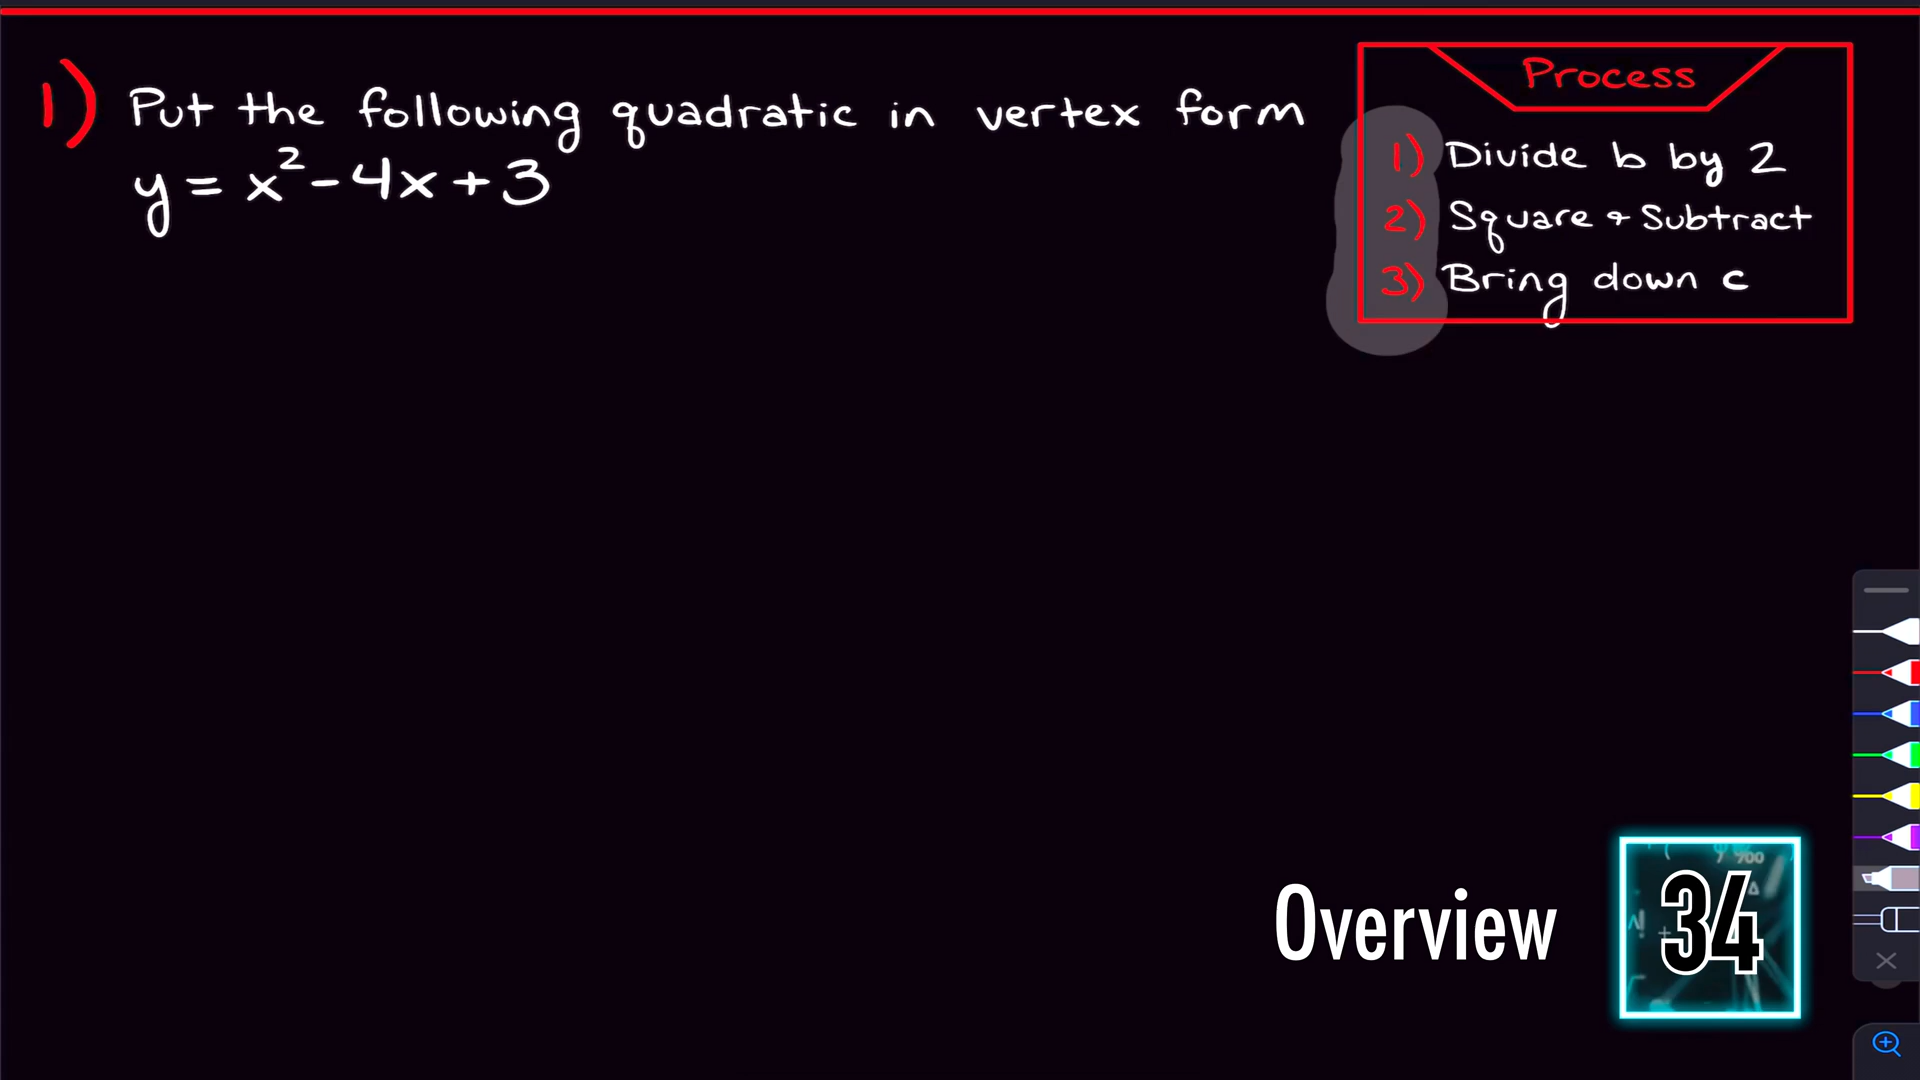 1) Put the following quadratic in vertex form
y = x² - 4x + 3
Process
1) Divide b by 2
2) Square & Subtract
3) Bring down c
Overview
34